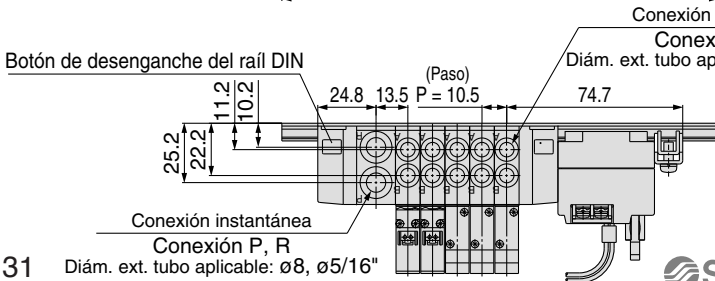 Conexión
Conex
Diám. ext. tubo ap
Botón de desenganche del raíl DIN
(Paso)
24.8 13.5 P = 10.5 74.7
11.2
10.2
25.2
22.2
Conexión instantánea
Conexión P, R
Diám. ext. tubo aplicable: ø8, ø5/16"
31
S